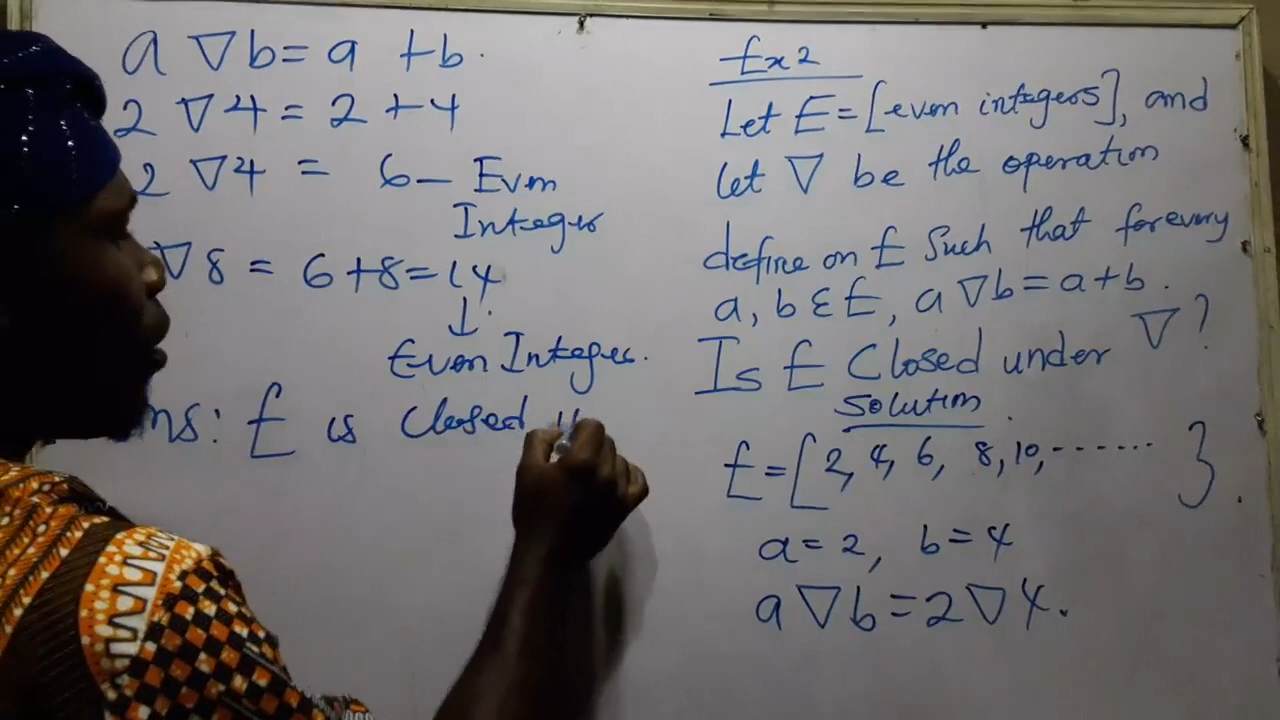 a ∇ b = a + b.
2 ∇ 4 = 2 + 4
2 ∇ 4 = 6 – Even
Integer
∇ 8 = 6 + 8 = 14
↓
Even Integer.
ns: E is Closed
Ex 2
Let E = [even integers], and
let ∇ be the operation
define on E Such that for every
a, b ε E, a ∇ b = a + b.
Is E Closed under ∇?
Solution
E = [2, 4, 6, 8, 10, ------- }.
a = 2, b = 4
a ∇ b = 2 ∇ 4.